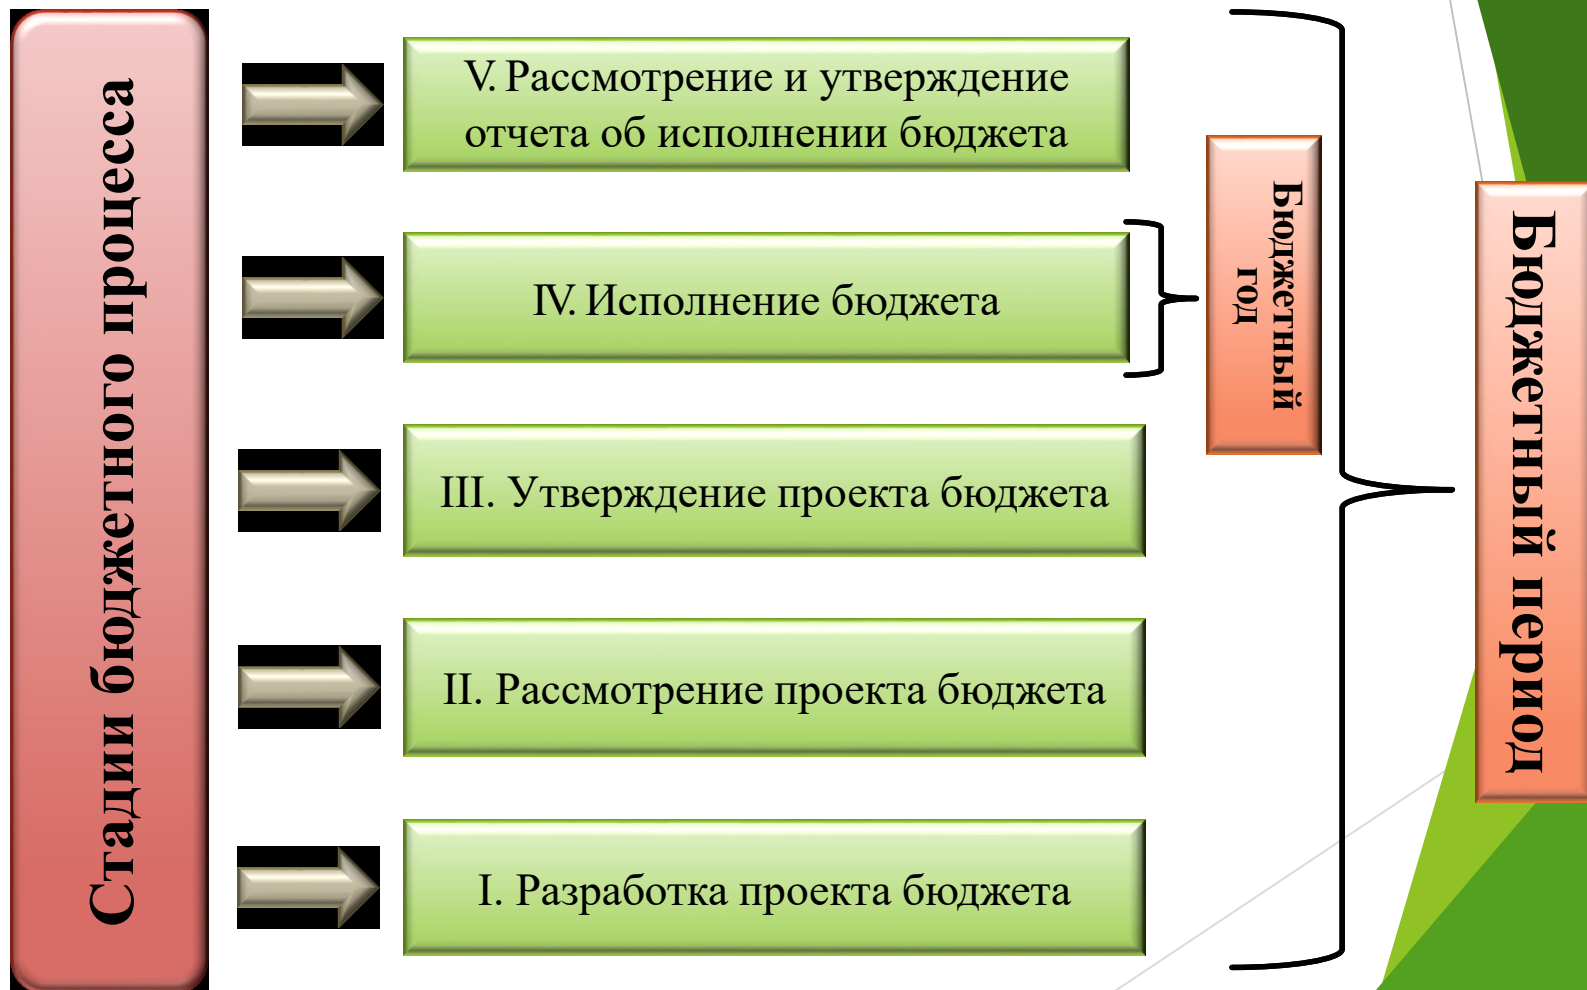 Стадии бюджетного процесса
V. Рассмотрение и утверждение
отчета об исполнении бюджета
IV. Исполнение бюджета
III. Утверждение проекта бюджета
II. Рассмотрение проекта бюджета
I. Разработка проекта бюджета
Бюджетный
год
Бюджетный период